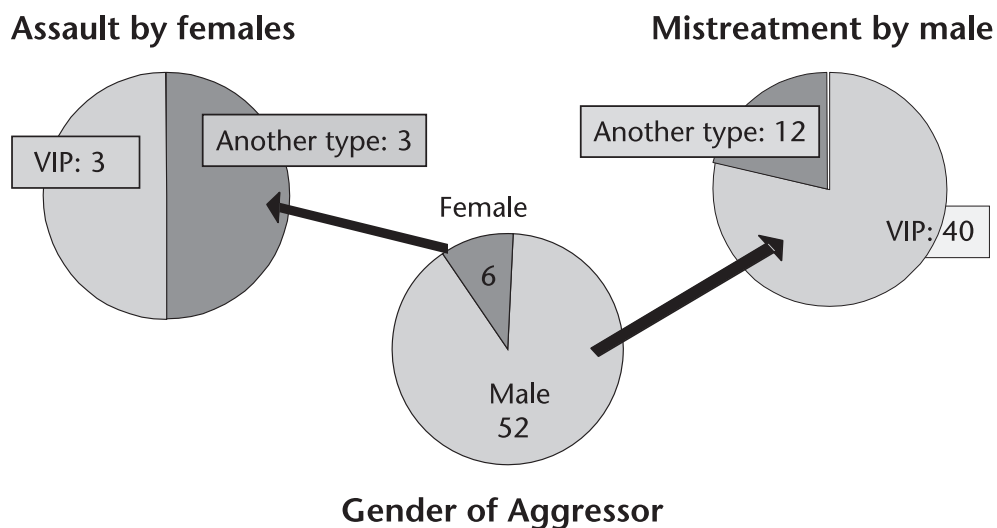 Assault by females
Mistreatment by male
Another type: 3
VIP: 3
Another type: 12
Female
VIP: 40
6
Male
52
Gender of Aggressor